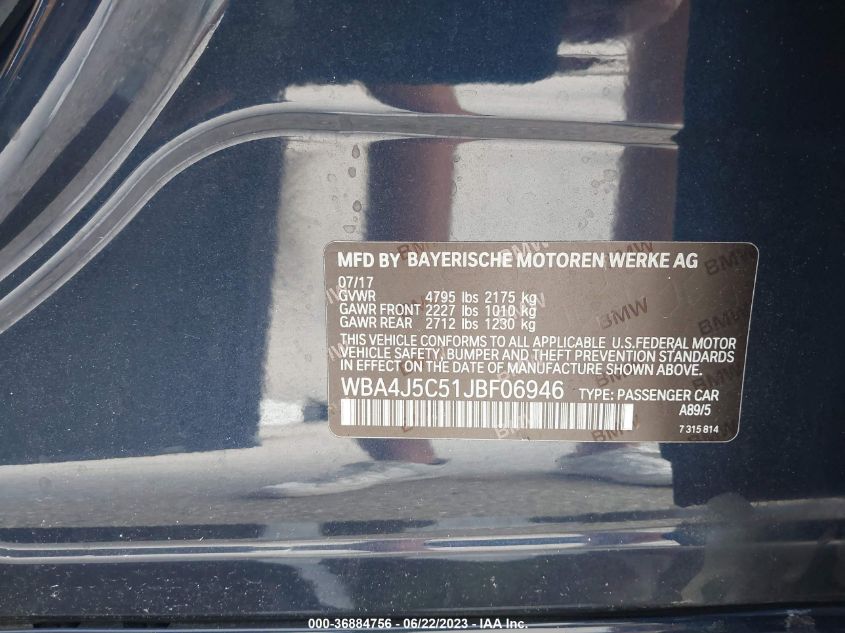 MFD BY BAYERISCHE MOTOREN WERKE AG
07/17
GVWR 4795 lbs 2175 kg
GAWR FRONT 2227 lbs 1010 kg
GAWR REAR 2712 lbs 1230 kg
THIS VEHICLE CONFORMS TO ALL APPLICABLE U.S.FEDERAL MOTOR
VEHICLE SAFETY, BUMPER AND THEFT PREVENTION STANDARDS
IN EFFECT ON THE DATE OF MANUFACTURE SHOWN ABOVE.
WBA4J5C51JBF06946 TYPE: PASSENGER CAR
A89/5
7 315 814
000-36884756 - 06/22/2023 - © IAA, Inc.